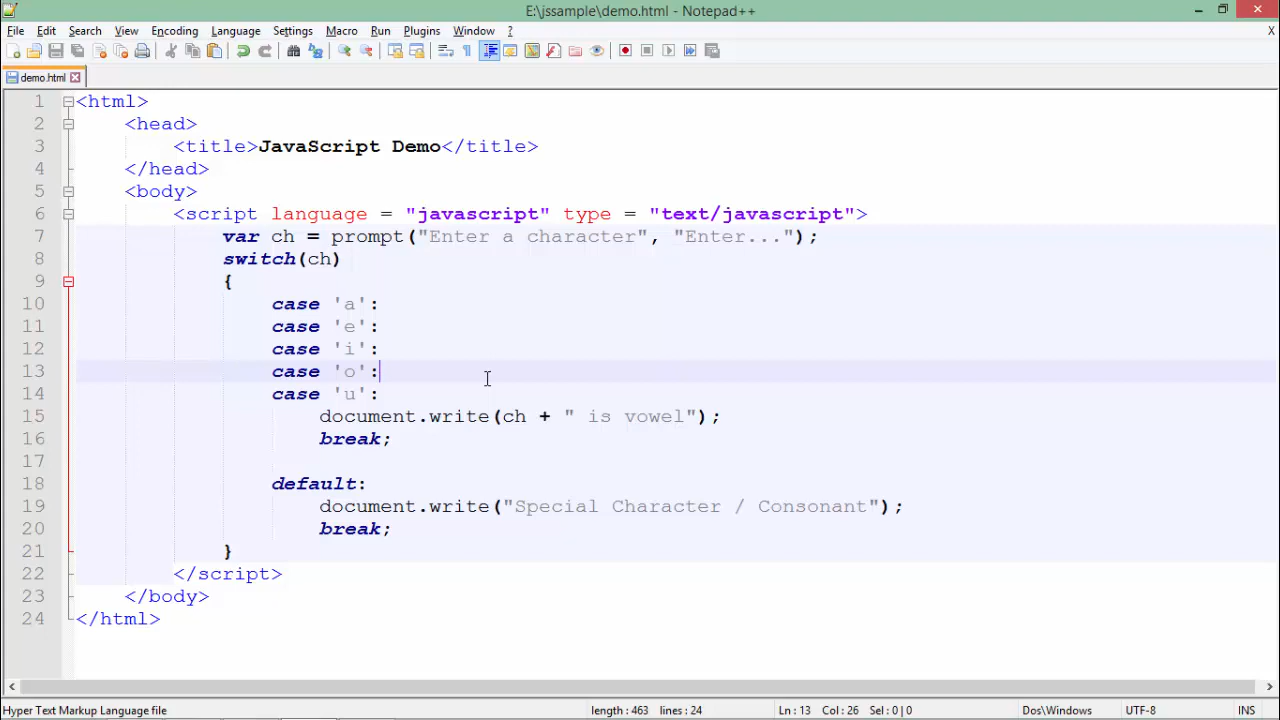 E:\jssample\demo.html - Notepad++
File Edit Search View Encoding Language Settings Macro Run Plugins Window ? X
demo.html
1 <html>
2 <head>
3 <title>JavaScript Demo</title>
4 </head>
5 <body>
6 <script language = "javascript" type = "text/javascript">
7 var ch = prompt("Enter a character", "Enter...");
8 switch(ch)
9 {
10 case 'a':
11 case 'e':
12 case 'i':
13 case 'o':
14 case 'u':
15 document.write(ch + " is vowel");
16 break;
17
18 default:
19 document.write("Special Character / Consonant");
20 break;
21 }
22 </script>
23 </body>
24 </html>
Hyper Text Markup Language file length : 463 lines : 24 Ln : 13 Col : 26 Sel : 0 | 0 Dos\Windows UTF-8 INS